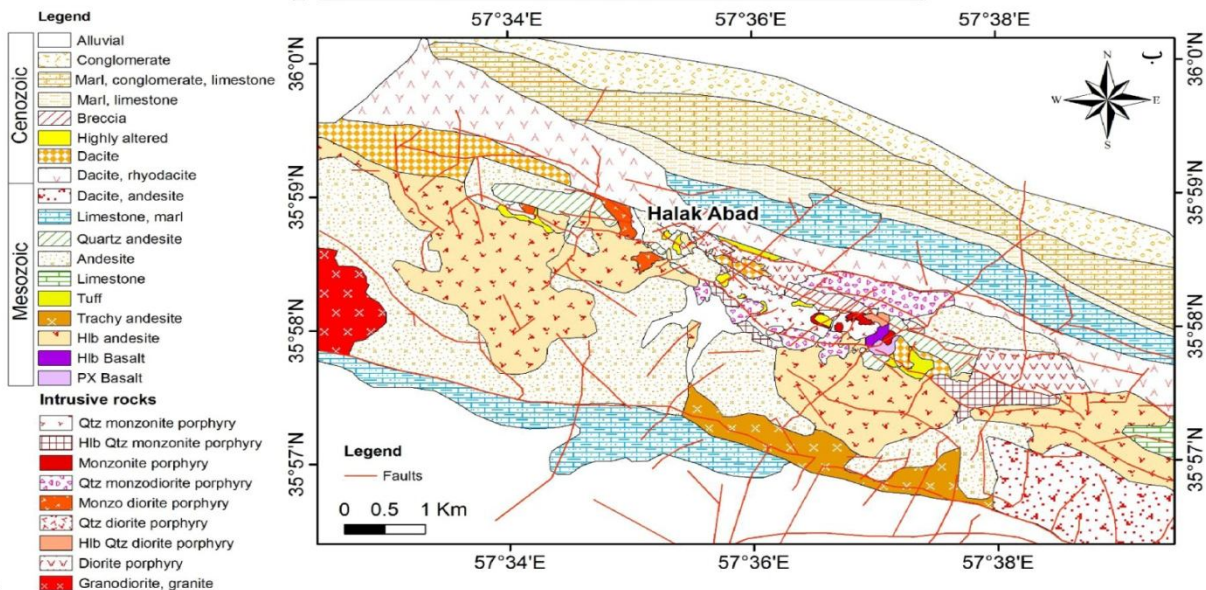 Legend
Cenozoic
Alluvial
Conglomerate
Marl, conglomerate, limestone
Marl, limestone
Breccia
Highly altered
Dacite
Dacite, rhyodacite
Mesozoic
Dacite, andesite
Limestone, marl
Quartz andesite
Andesite
Limestone
Tuff
Trachy andesite
Hlb andesite
Hlb Basalt
PX Basalt
Intrusive rocks
Qtz monzonite porphyry
Hlb Qtz monzonite porphyry
Monzonite porphyry
Qtz monzodiorite porphyry
Monzo diorite porphyry
Qtz diorite porphyry
Hlb Qtz diorite porphyry
Diorite porphyry
Granodiorite, granite
57°34'E 57°36'E 57°38'E
36°0'N 36°0'N
35°59'N 35°59'N
35°58'N 35°58'N
35°57'N 35°57'N
N
W E
S
Halak Abad
Legend
Faults
0 0.5 1 Km
57°34'E 57°36'E 57°38'E